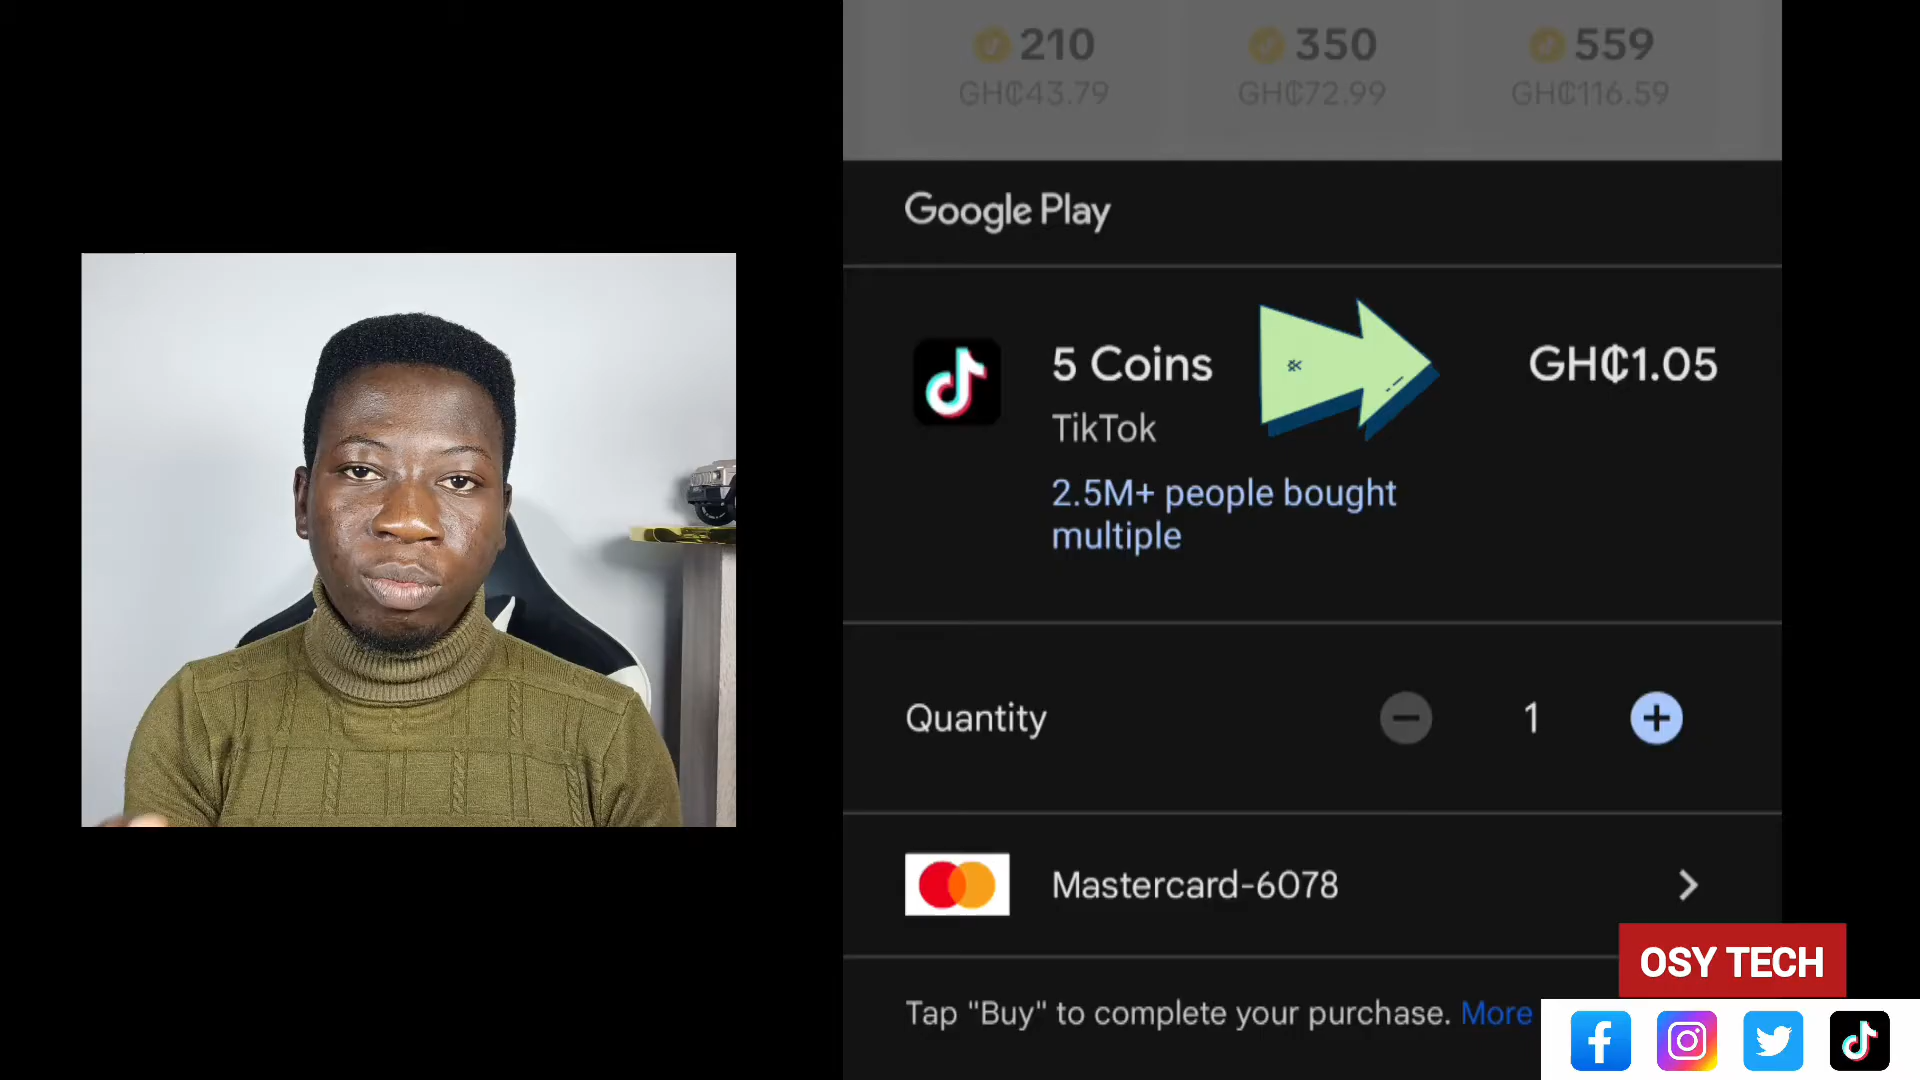 210 350 559
GH₵43.79 GH₵72.99 GH₵116.59
Google Play
5 Coins GH₵1.05
TikTok
2.5M+ people bought
multiple
Quantity 1
Mastercard-6078
Tap "Buy" to complete your purchase. More
OSY TECH